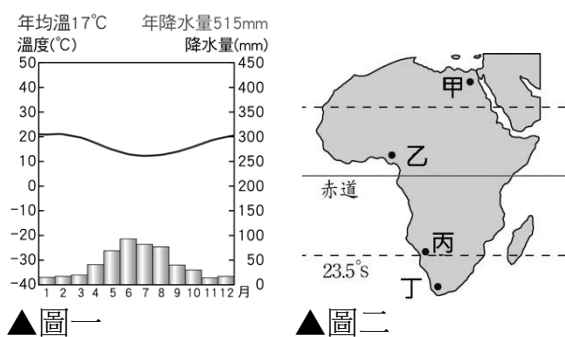 年均溫17℃ 年降水量515mm
溫度(℃) 降水量(mm)
50 450
40 400
30 350
20 300
10 250
0 200
-10 150
-20 100
-30 50
-40 0
1 2 3 4 5 6 7 8 9 10 11 12 月
▲圖一
甲
乙
赤道
丙
23.5°S
丁
▲圖二